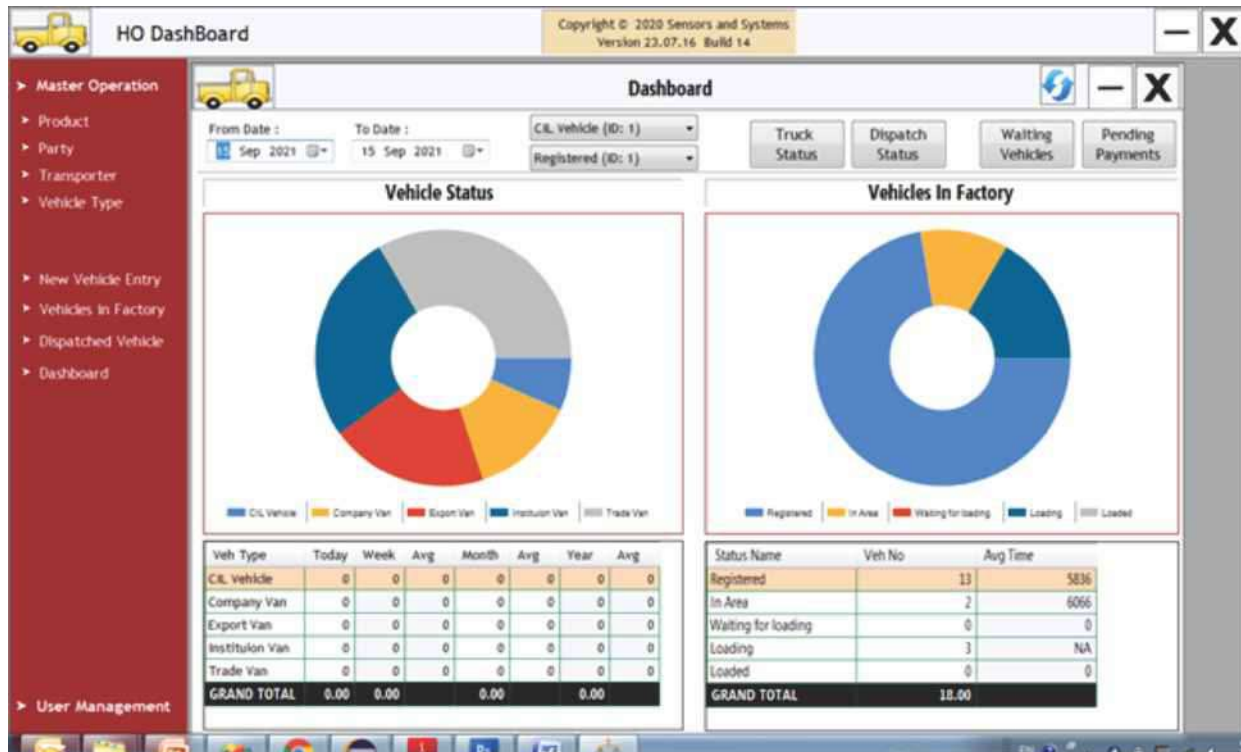 HO DashBoard
Copyright © 2020 Sensors and Systems
Version 23.07.16 Build 14
Master Operation
Product
Party
Transporter
Vehicle Type
New Vehicle Entry
Vehicles in Factory
Dispatched Vehicle
Dashboard
User Management
Dashboard
From Date :
To Date :
15 Sep 2021
15 Sep 2021
CIL Vehicle (ID: 1)
Registered (ID: 1)
Truck Status
Dispatch Status
Waiting Vehicles
Pending Payments
Vehicle Status
CIL Vehicle Company Van Export Van Instituion Van Trade Van
Veh Type Today Week Avg Month Avg Year Avg
CIL Vehicle 0 0 0 0 0 0 0
Company Van 0 0 0 0 0 0 0
Export Van 0 0 0 0 0 0 0
Instituion Van 0 0 0 0 0 0 0
Trade Van 0 0 0 0 0 0 0
GRAND TOTAL 0.00 0.00 0.00 0.00
Vehicles In Factory
Registered In Area Waiting for loading Loading Loaded
Status Name Veh No Avg Time
Registered 13 5836
In Area 2 6066
Waiting for loading 0 0
Loading 3 NA
Loaded 0 0
GRAND TOTAL 18.00
EN